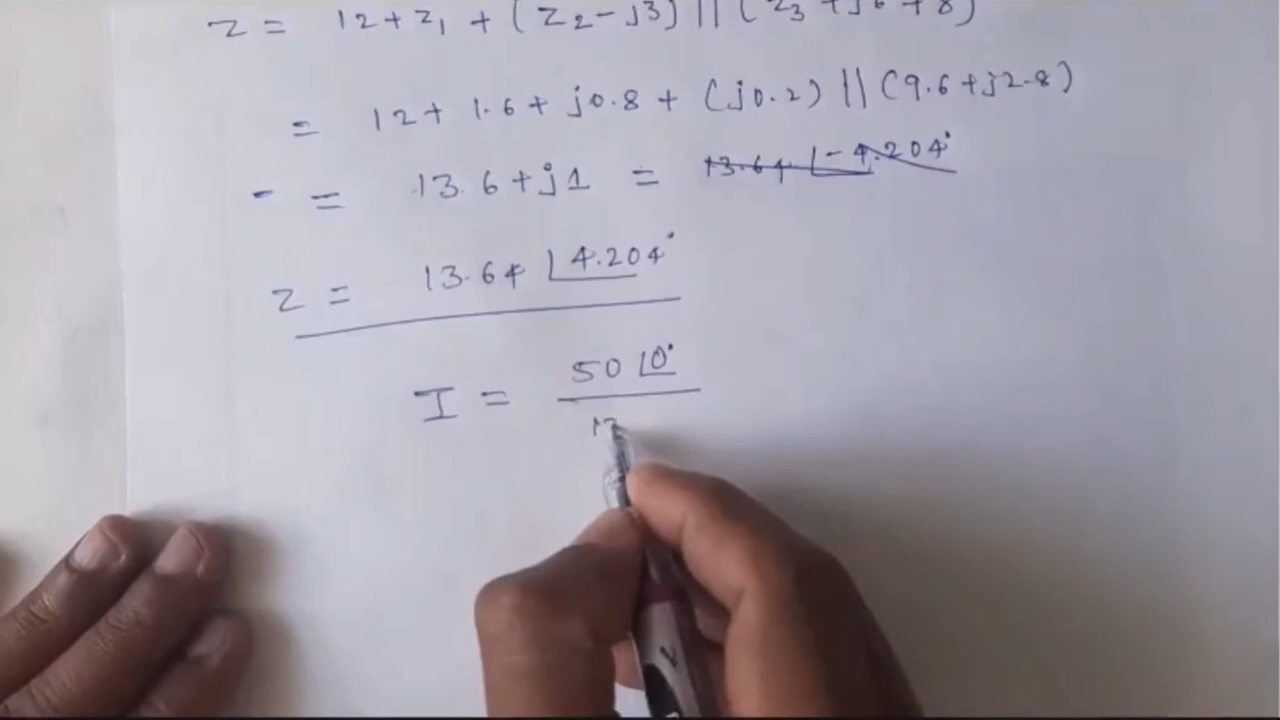 Z = 12 + Z1 + (Z2 - j3) || (Z3 + j6 + 8)
= 12 + 1.6 + j0.8 + (j0.2) || (9.6 + j2.8)
- = 13.6 + j1 = 13.64 ∠-4.204°
Z = 13.64 ∠4.204°
I = 50 ∠0°
13